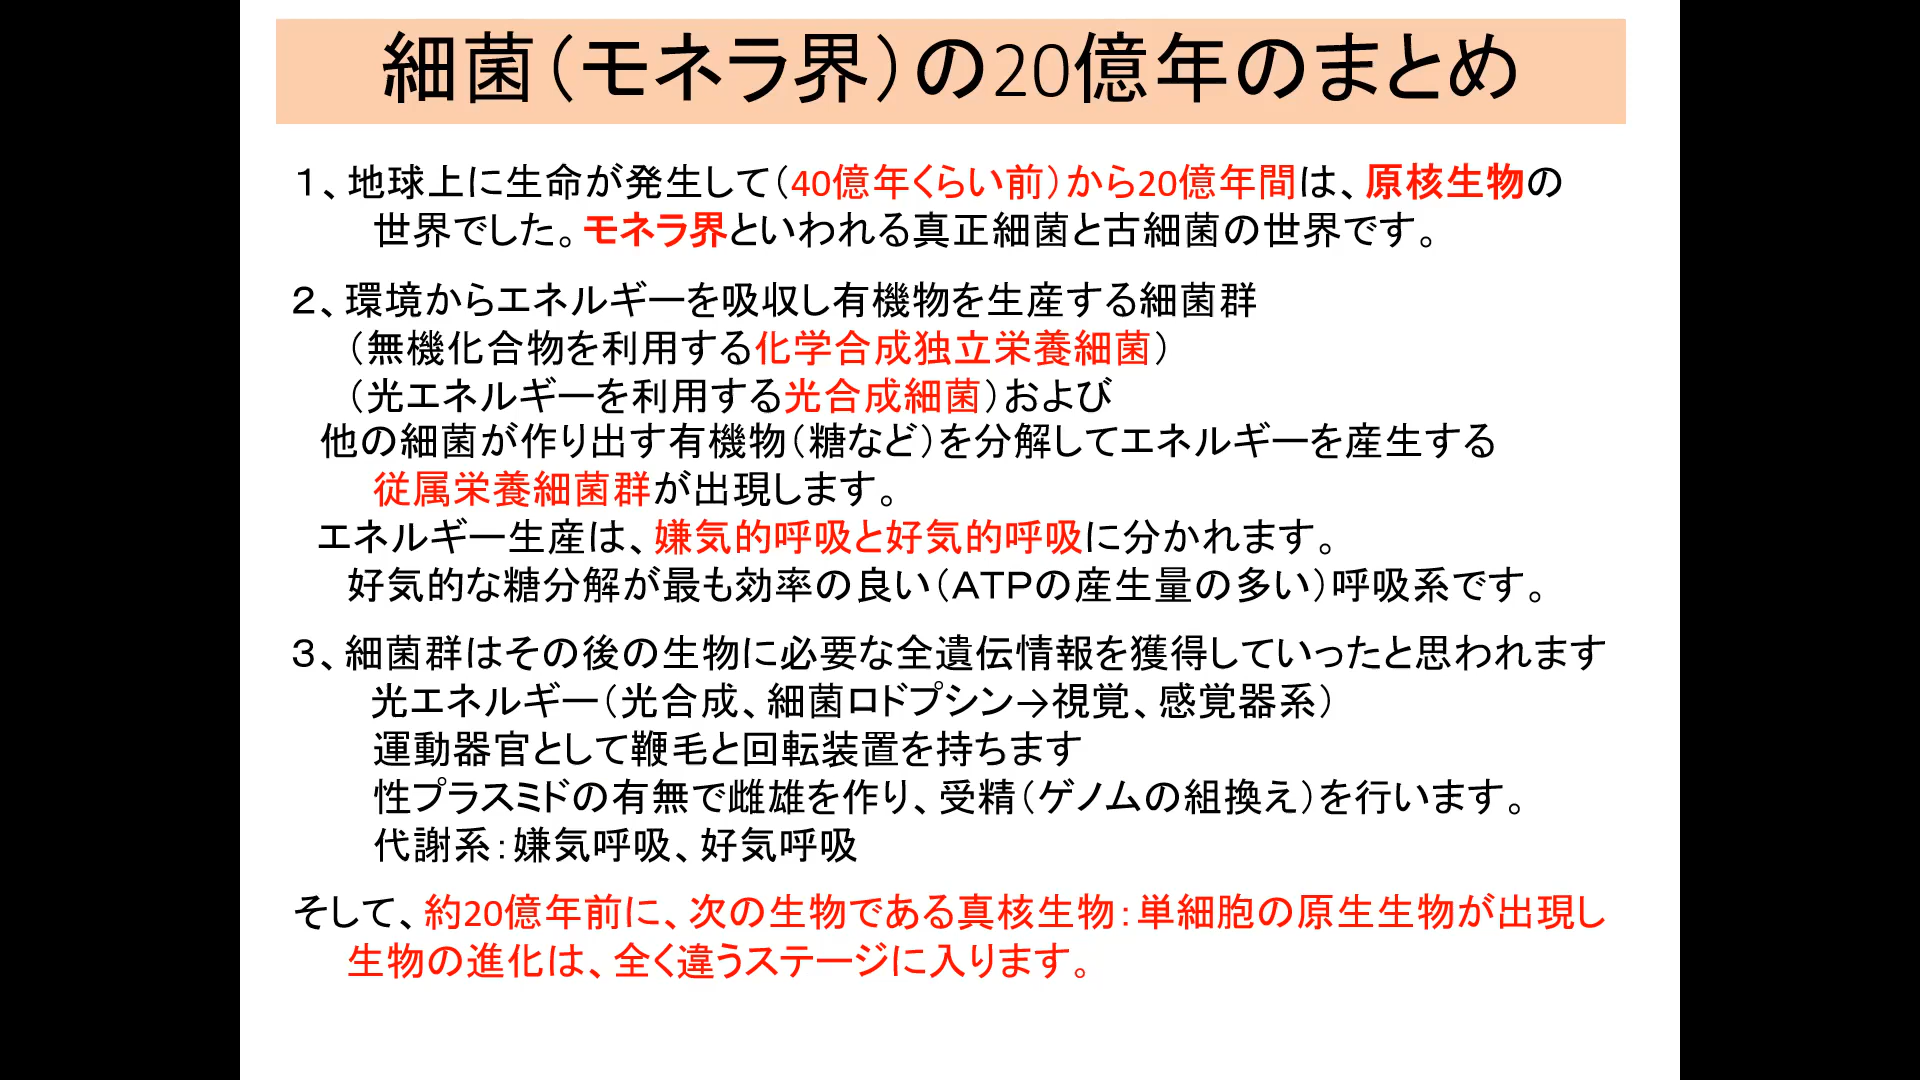 細菌（モネラ界）の20億年のまとめ
１、地球上に生命が発生して（40億年くらい前）から20億年間は、原核生物の
世界でした。モネラ界といわれる真正細菌と古細菌の世界です。
２、環境からエネルギーを吸収し有機物を生産する細菌群
（無機化合物を利用する化学合成独立栄養細菌）
（光エネルギーを利用する光合成細菌）および
他の細菌が作り出す有機物（糖など）を分解してエネルギーを産生する
従属栄養細菌群が出現します。
エネルギー生産は、嫌気的呼吸と好気的呼吸に分かれます。
好気的な糖分解が最も効率の良い（ＡＴＰの産生量の多い）呼吸系です。
３、細菌群はその後の生物に必要な全遺伝情報を獲得していったと思われます
光エネルギー（光合成、細菌ロドプシン→視覚、感覚器系）
運動器官として鞭毛と回転装置を持ちます
性プラスミドの有無で雌雄を作り、受精（ゲノムの組換え）を行います。
代謝系：嫌気呼吸、好気呼吸
そして、約20億年前に、次の生物である真核生物：単細胞の原生生物が出現し
生物の進化は、全く違うステージに入ります。